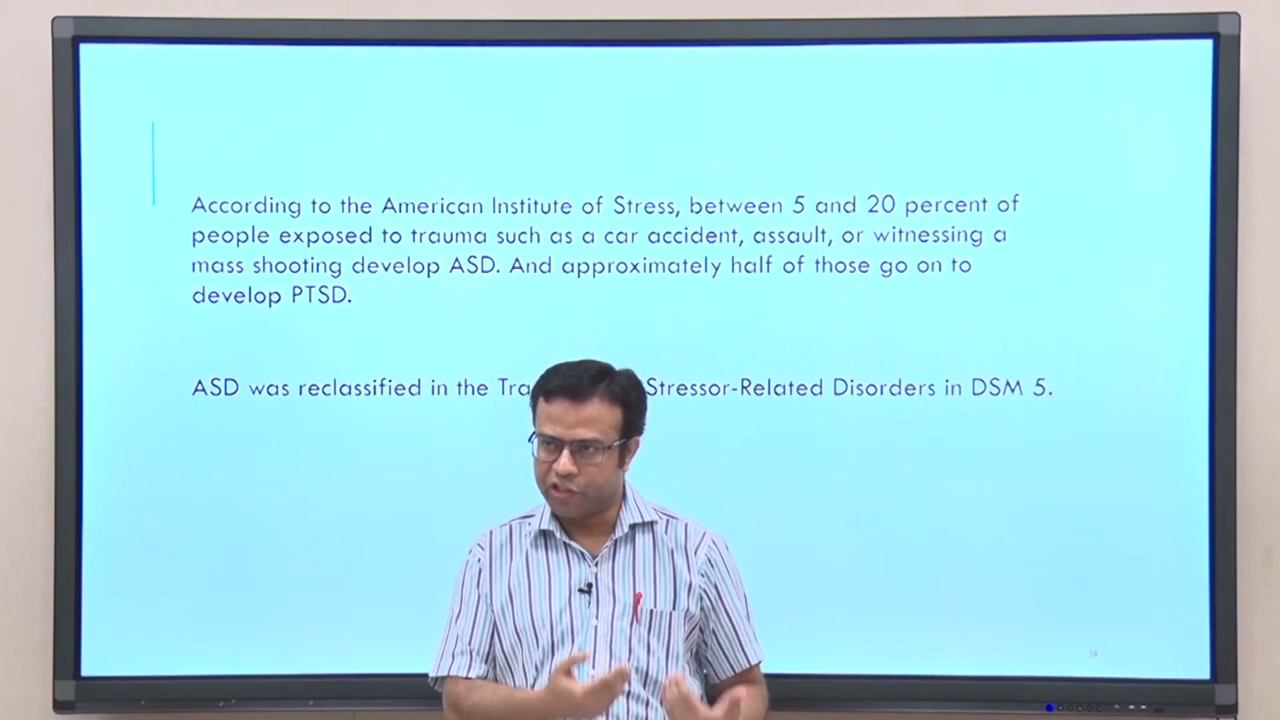 According to the American Institute of Stress, between 5 and 20 percent of
people exposed to trauma such as a car accident, assault, or witnessing a
mass shooting develop ASD. And approximately half of those go on to
develop PTSD.
ASD was reclassified in the Tra Stressor-Related Disorders in DSM 5.